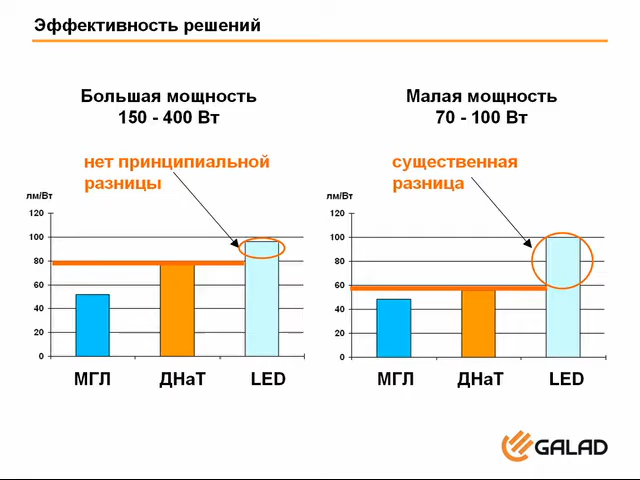 Эффективность решений
Большая мощность
150 - 400 Вт
нет принципиальной
разницы
лм/Вт
120
100
80
60
40
20
0
МГЛ
ДНаТ
LED
Малая мощность
70 - 100 Вт
существенная
разница
лм/Вт
120
100
80
60
40
20
0
МГЛ
ДНаТ
LED
GALAD